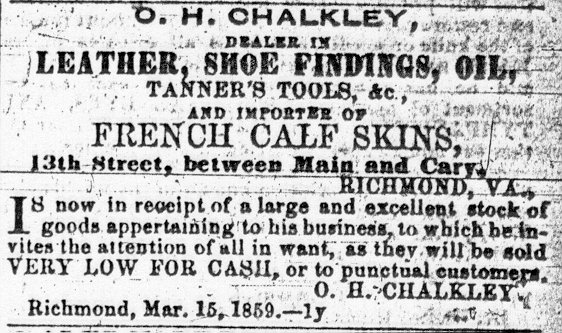 O. H. CHALKLEY,
DEALER IN
LEATHER, SHOE FINDINGS, OIL,
TANNER'S TOOLS, &c.,
AND IMPORTER OF
FRENCH CALF SKINS,
13th Street, between Main and Cary,
RICHMOND, VA.,
IS now in receipt of a large and excellent stock of
goods appertaining to his business, to which he in-
vites the attention of all in want, as they will be sold
VERY LOW FOR CASH, or to punctual customers.
O. H. CHALKLEY.
Richmond, Mar. 15, 1859.—1y